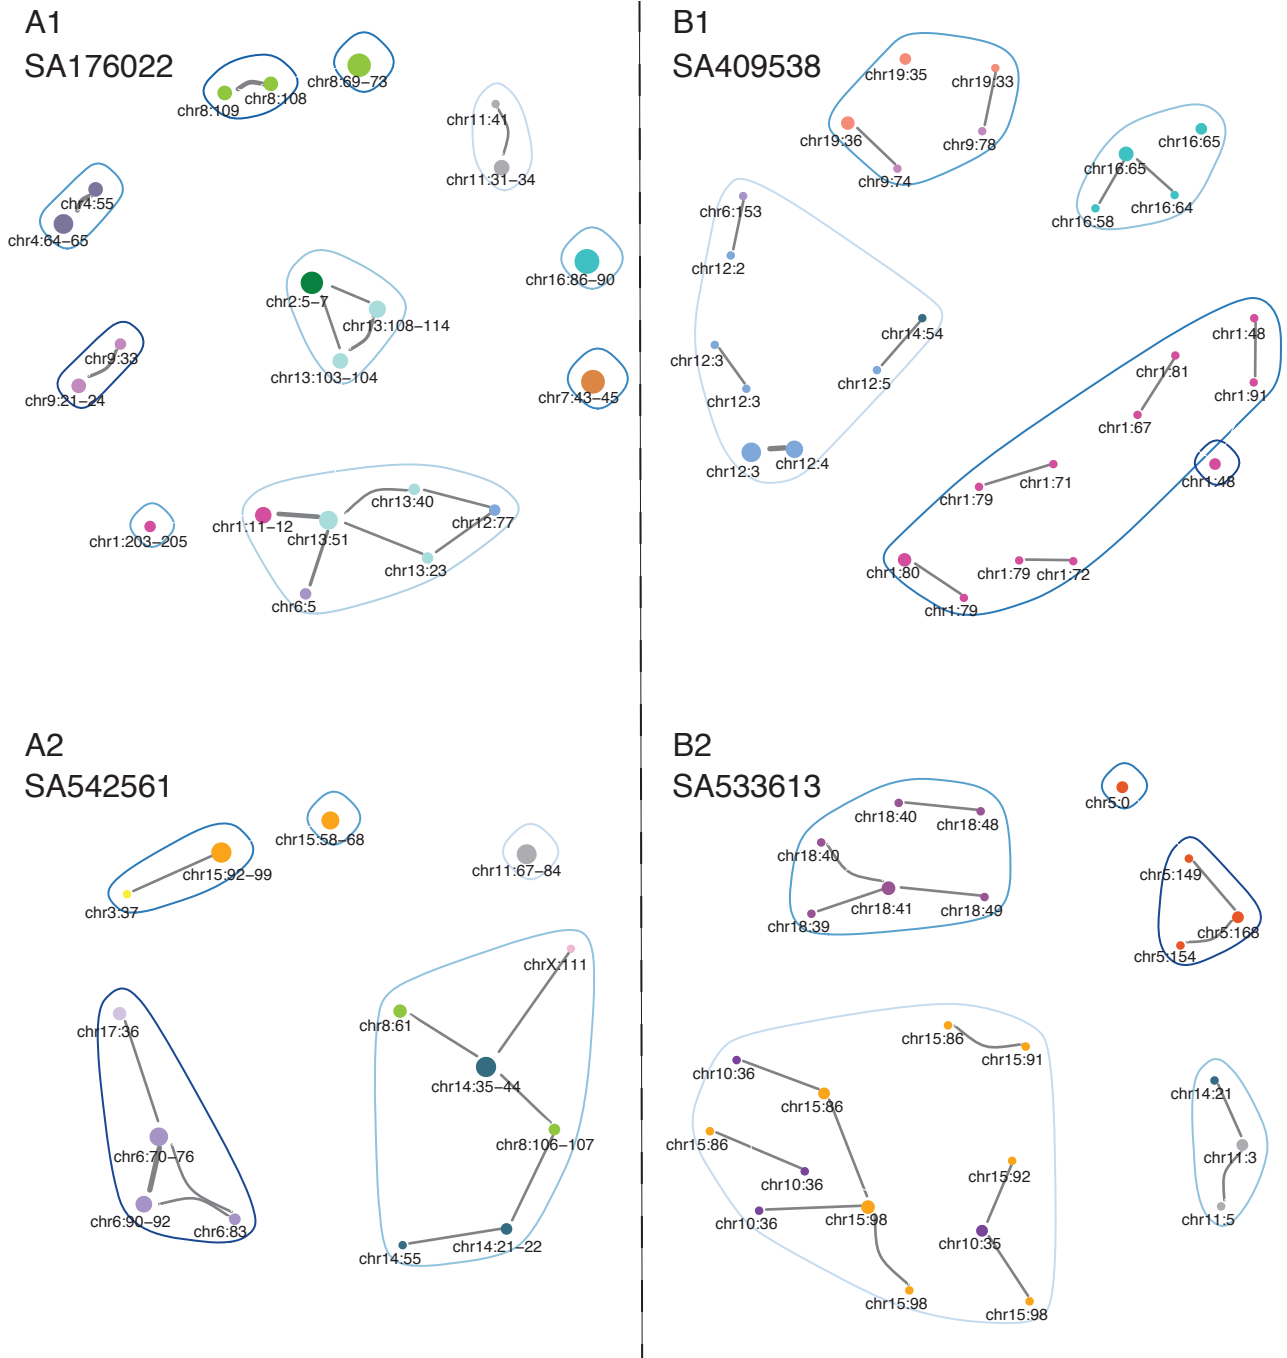 A1
SA176022
chr8:109
chr8:108
chr8:69–73
chr11:41
chr11:31–34
chr4:55
chr4:64–65
chr2:5–7
chr13:108–114
chr13:103–104
chr16:86–90
chr9:33
chr9:21–24
chr7:43–45
chr1:203–205
chr1:11–12
chr13:51
chr13:40
chr12:77
chr13:23
chr6:5
B1
SA409538
chr19:35
chr19:33
chr19:36
chr9:78
chr9:74
chr16:65
chr16:65
chr16:58
chr16:64
chr6:153
chr12:2
chr14:54
chr12:3
chr12:3
chr12:5
chr12:3
chr12:4
chr1:48
chr1:81
chr1:91
chr1:67
chr1:48
chr1:71
chr1:79
chr1:80
chr1:79
chr1:72
chr1:79
A2
SA542561
chr15:58–68
chr15:92–99
chr3:37
chr11:67–84
chr17:36
chr6:70–76
chr6:90–92
chr6:83
chrX:111
chr8:61
chr14:35–44
chr8:106–107
chr14:21–22
chr14:55
B2
SA533613
chr18:40
chr18:48
chr18:40
chr18:41
chr18:49
chr18:39
chr5:0
chr5:149
chr5:168
chr5:154
chr15:86
chr15:91
chr10:36
chr15:86
chr15:86
chr10:36
chr10:36
chr15:98
chr15:92
chr10:35
chr15:98
chr15:98
chr14:21
chr11:3
chr11:5